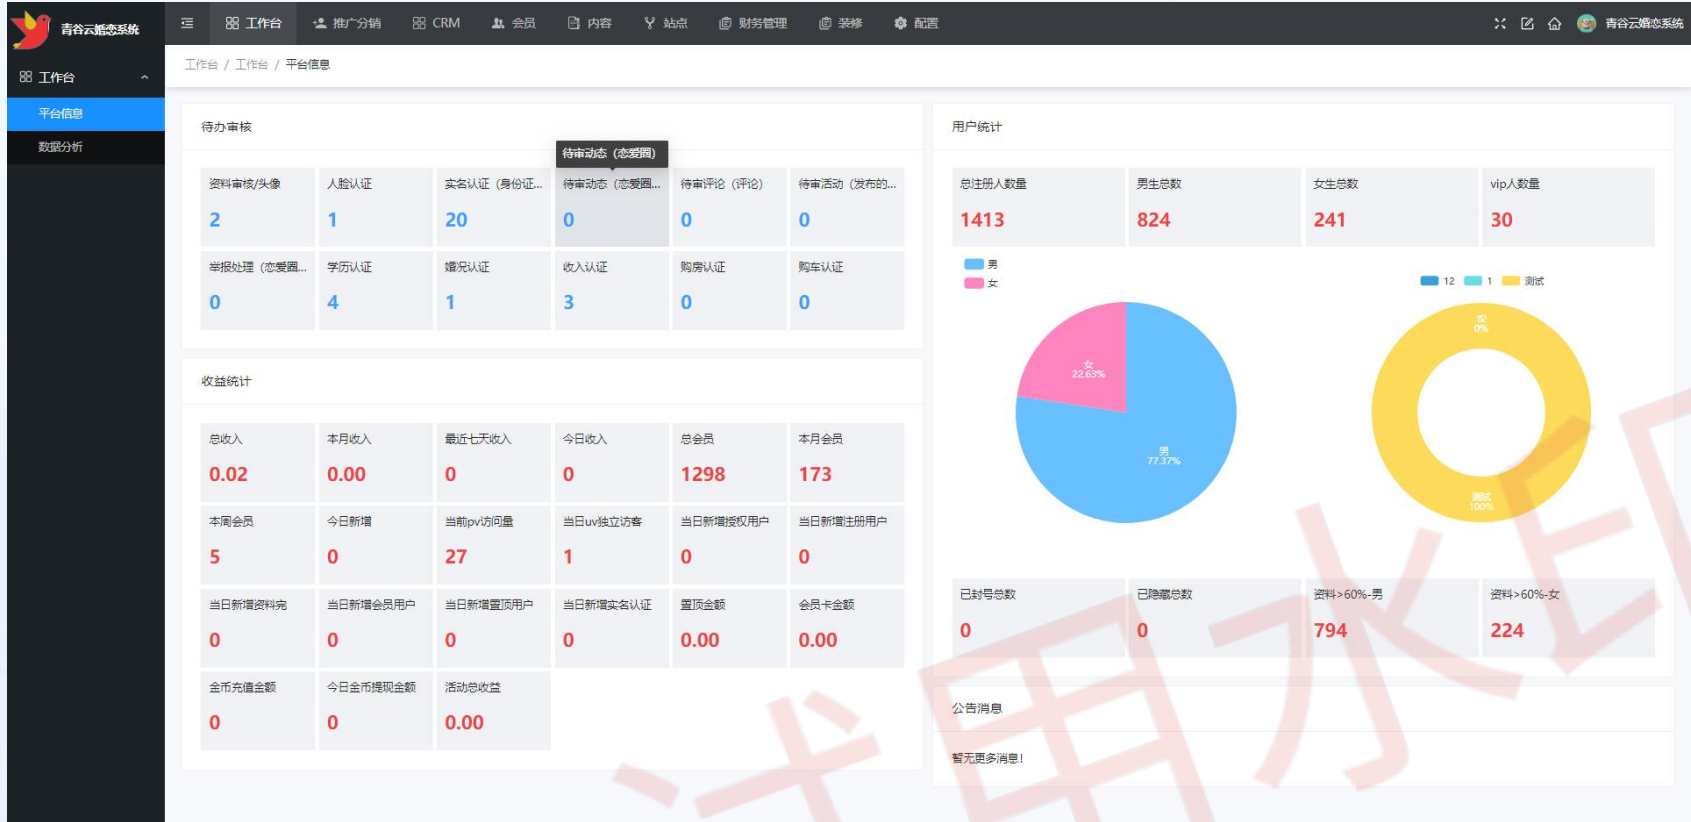 青谷云婚恋系统
工作台 推广分销 CRM 会员 内容 站点 财务管理 装修 配置
青谷云婚恋系统
工作台
平台信息
数据分析
工作台 / 工作台 / 平台信息
待办审核
待审动态（恋爱圈）
资料审核/头像 人脸认证 实名认证（身份证... 待审动态（恋爱圈... 待审评论（评论） 待审活动（发布的...
2 1 20 0 0 0
举报处理（恋爱圈... 学历认证 婚况认证 收入认证 购房认证 购车认证
0 4 1 3 0 0
收益统计
总收入 本月收入 最近七天收入 今日收入 总会员 本月会员
0.02 0.00 0 0 1298 173
本周会员 今日新增 当前pv访问量 当日uv独立访客 当日新增授权用户 当日新增注册用户
5 0 27 1 0 0
当日新增资料完 当日新增会员用户 当日新增置顶用户 当日新增实名认证 置顶金额 会员卡金额
0 0 0 0 0.00 0.00
金币充值金额 今日金币提现金额 活动总收益
0 0 0.00
用户统计
总注册人数量 男生总数 女生总数 vip人数量
1413 824 241 30
男
女
女
22.63%
男
77.37%
12 1 测试
0%
测试
100%
已封号总数 已隐藏总数 资料>60%-男 资料>60%-女
0 0 794 224
公告消息
暂无更多消息!
试用水印